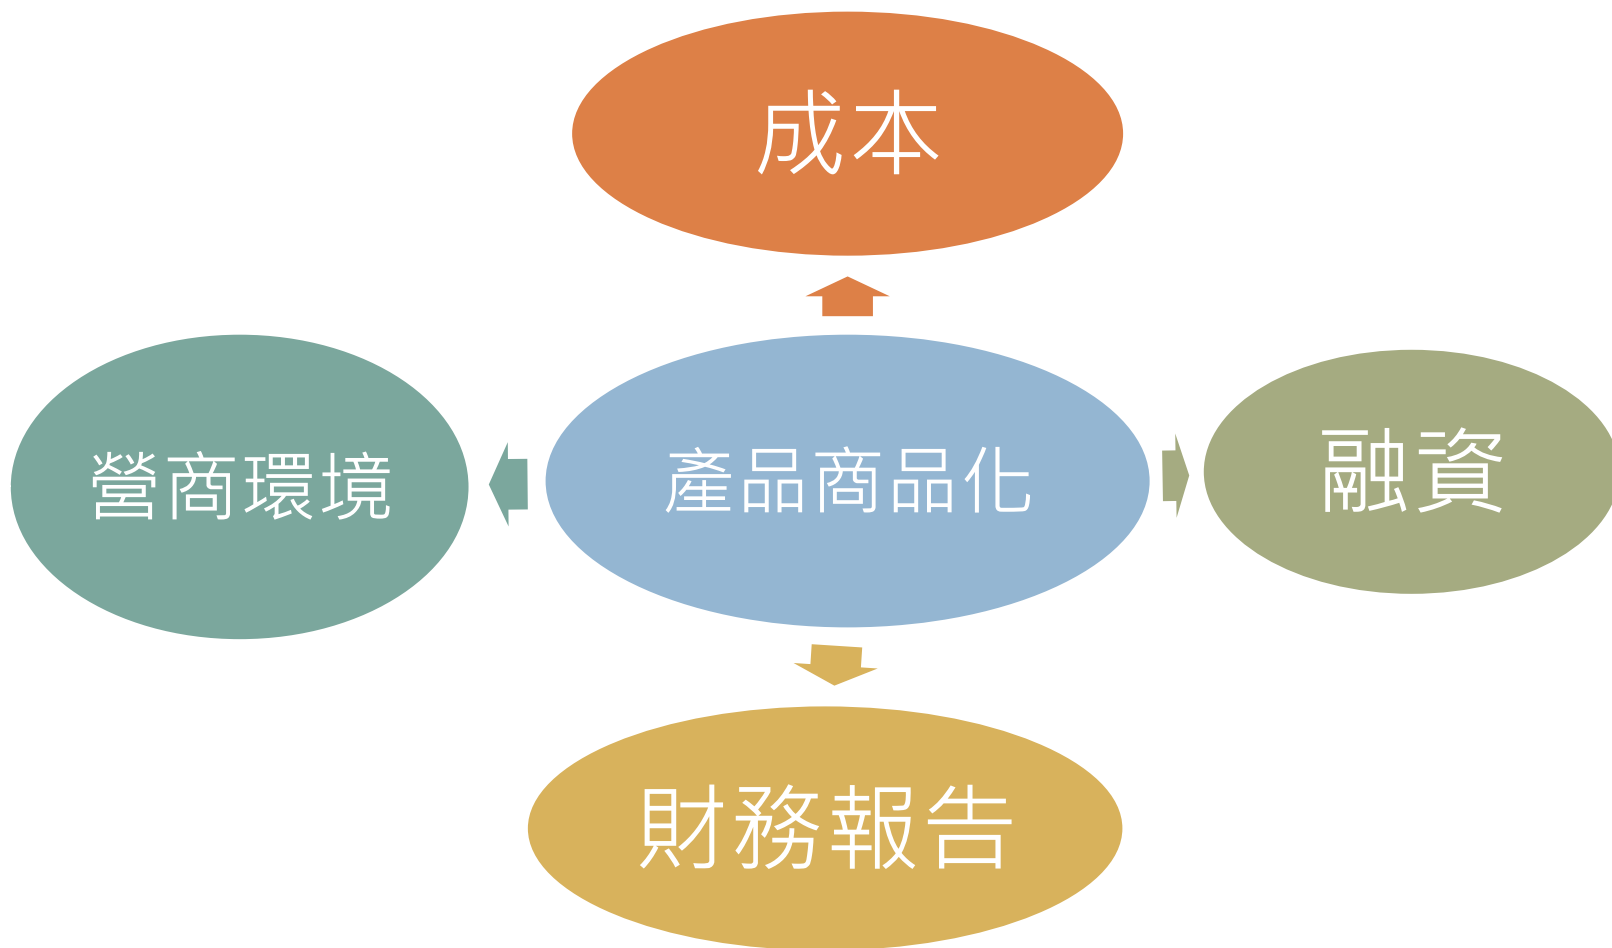 成本
營商環境
產品商品化
融資
財務報告